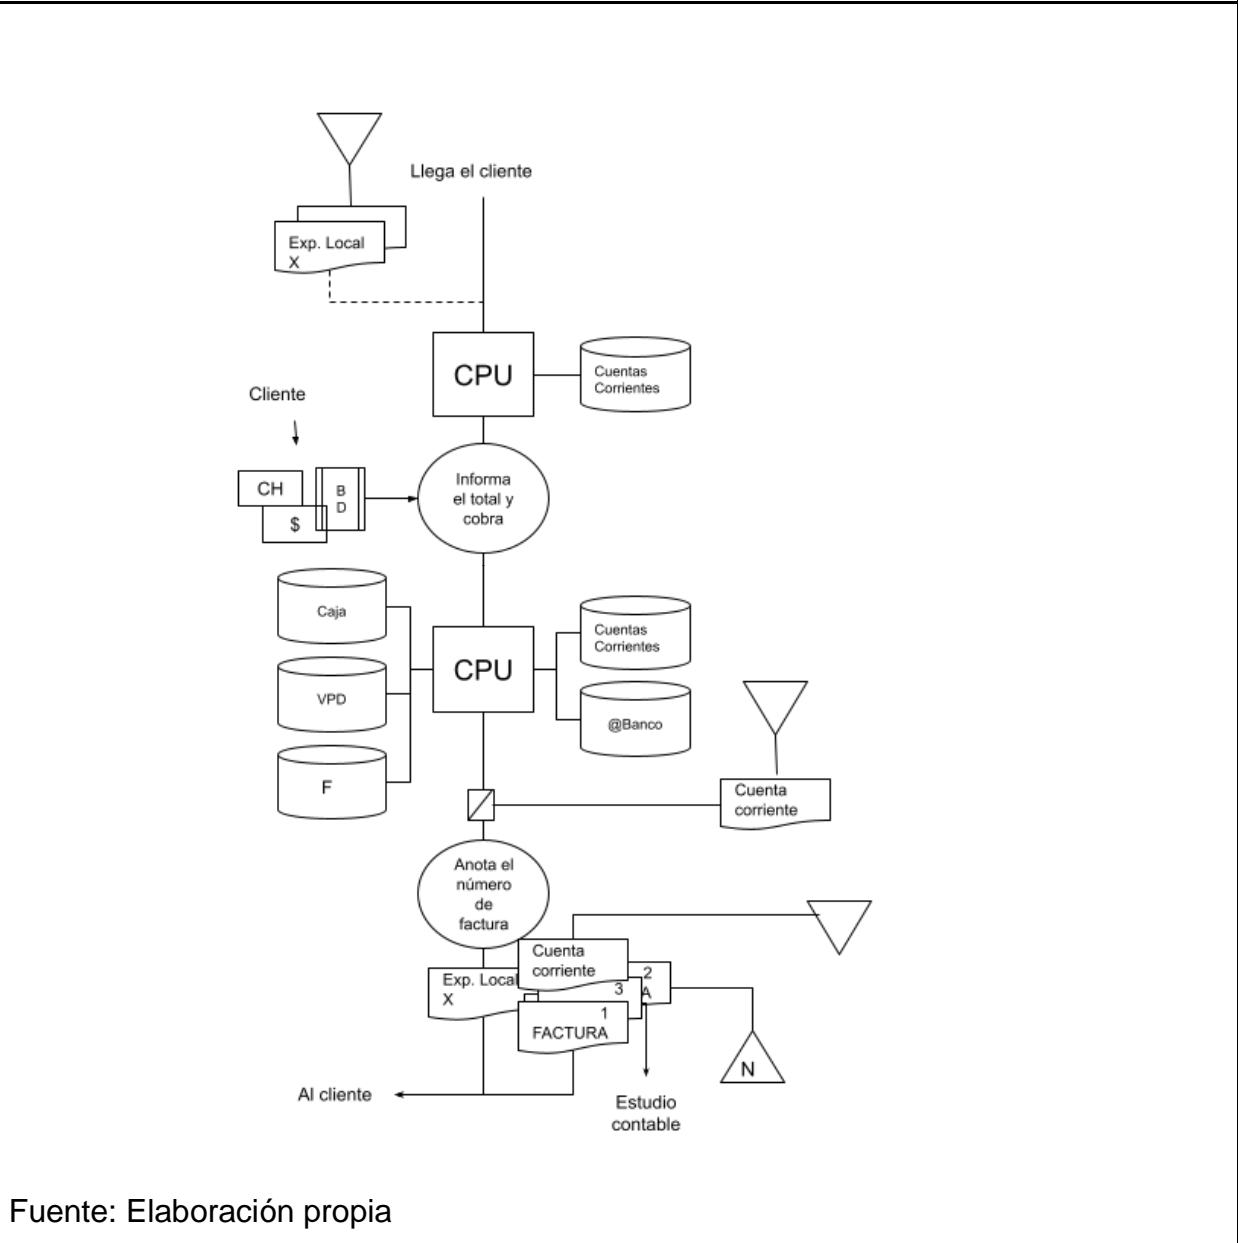 Llega el cliente
Exp. Local
X
CPU
Cuentas
Corrientes
Cliente
CH
$
B
D
Informa
el total y
cobra
Caja
VPD
F
CPU
Cuentas
Corrientes
@Banco
Cuenta
corriente
Anota el
número
de
factura
Exp. Local
X
Cuenta
corriente
2
A
3
1
FACTURA
N
Al cliente
Estudio
contable
Fuente: Elaboración propia